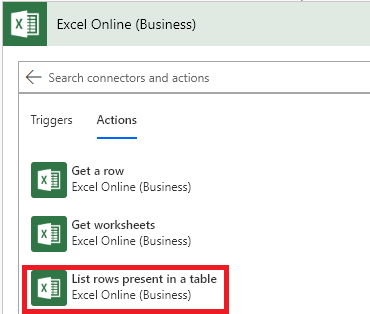 Excel Online (Business)
Search connectors and actions
Triggers Actions
Get a row
Excel Online (Business)
Get worksheets
Excel Online (Business)
List rows present in a table
Excel Online (Business)